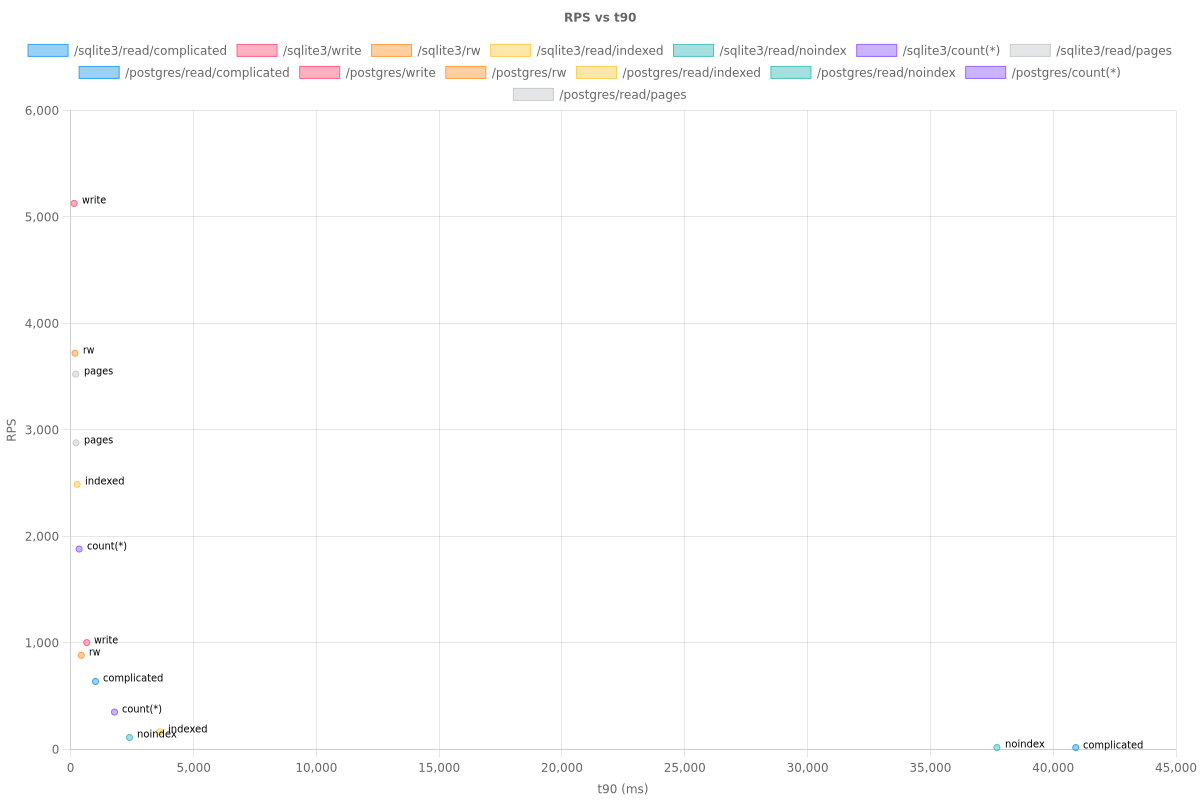 RPS vs t90
/sqlite3/read/complicated /sqlite3/write /sqlite3/rw /sqlite3/read/indexed /sqlite3/read/noindex /sqlite3/count(*) /sqlite3/read/pages
/postgres/read/complicated /postgres/write /postgres/rw /postgres/read/indexed /postgres/read/noindex /postgres/count(*)
/postgres/read/pages
6,000
write
5,000
4,000
rw
pages
3,000
pages
indexed
2,000
count(*)
1,000
write
rw
complicated
count(*)
indexed
noindex
noindex
complicated
0
RPS
0 5,000 10,000 15,000 20,000 25,000 30,000 35,000 40,000 45,000
t90 (ms)